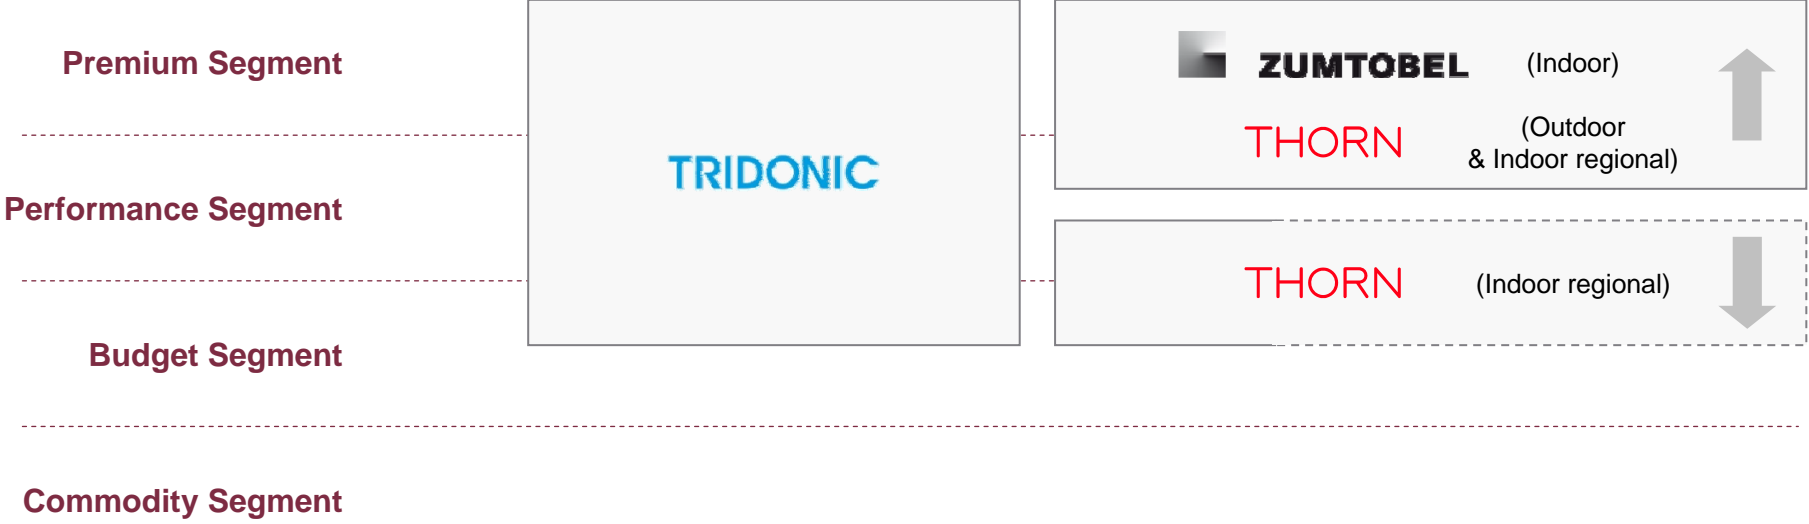 Premium Segment
ZUMTOBEL (Indoor)
THORN (Outdoor
& Indoor regional)
TRIDONIC
Performance Segment
THORN (Indoor regional)
Budget Segment
Commodity Segment